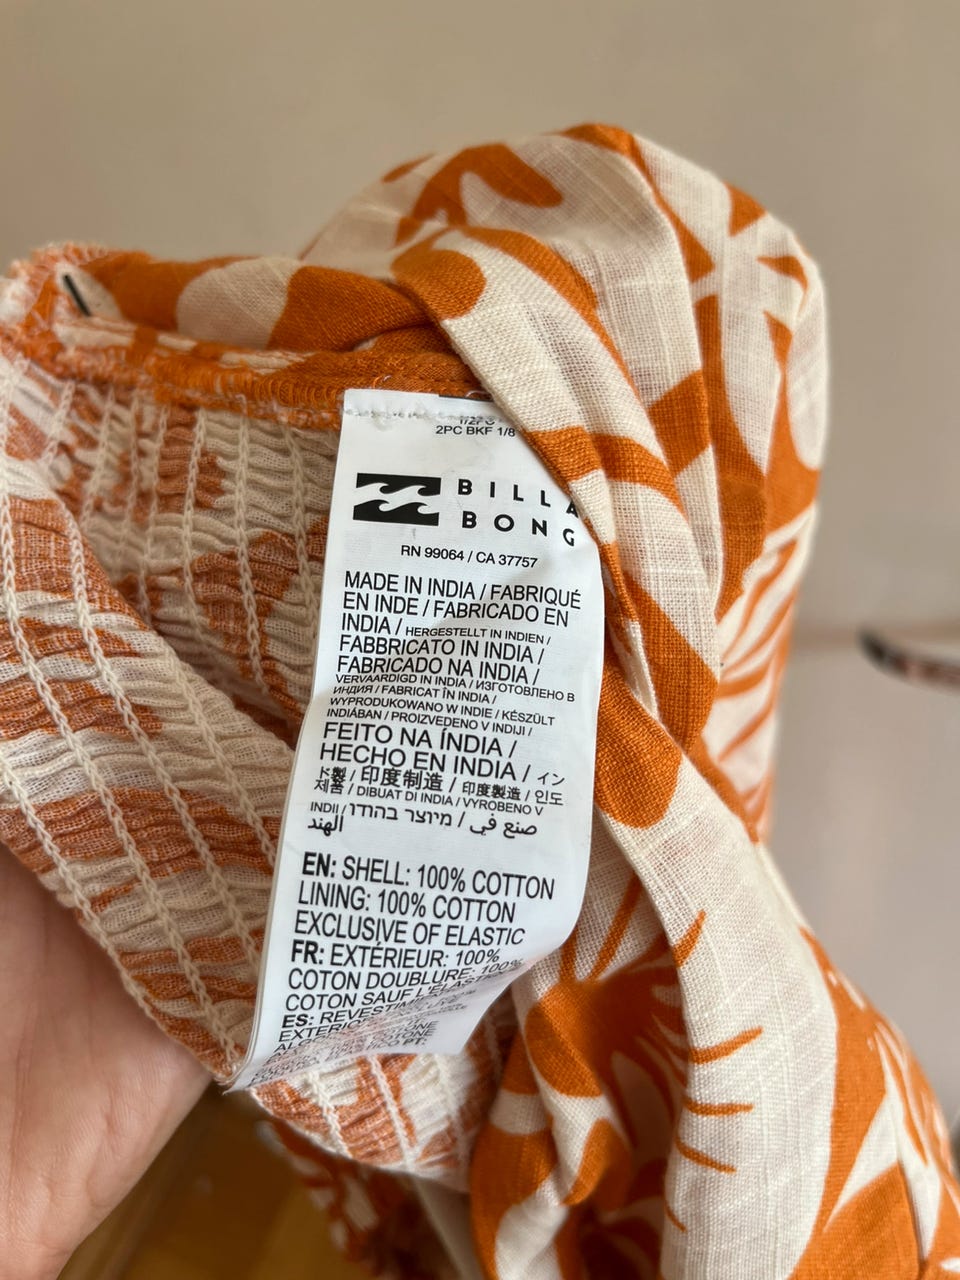 2PC BKF 1/8
BILLA
BONG
RN 99064 / CA 37757
MADE IN INDIA / FABRIQUÉ
EN INDE / FABRICADO EN
INDIA / HERGESTELLT IN INDIEN /
FABBRICATO IN INDIA /
FABRICADO NA INDIA /
VERVAARDIGD IN INDIA / ИЗГОТОВЛЕНО В
ИНДИЯ / FABRICAT ÎN INDIA /
WYPRODUKOWANO W INDIE / KÉSZÜLT
INDIÁBAN / PROIZVEDENO V INDIJI /
FEITO NA ÍNDIA /
HECHO EN INDIA / イン
ド製 / 印度制造 / 印度製造 / 인도
제품 / DIBUAT DI INDIA / VYROBENO V
INDII / מיוצר בהודו / صنع في
الهند
EN: SHELL: 100% COTTON
LINING: 100% COTTON
EXCLUSIVE OF ELASTIC
FR: EXTÉRIEUR: 100%
COTON DOUBLURE: 100%
COTON SAUF L'ÉLASTIQUE
ES: REVESTIMIENTO
EXTERIOR